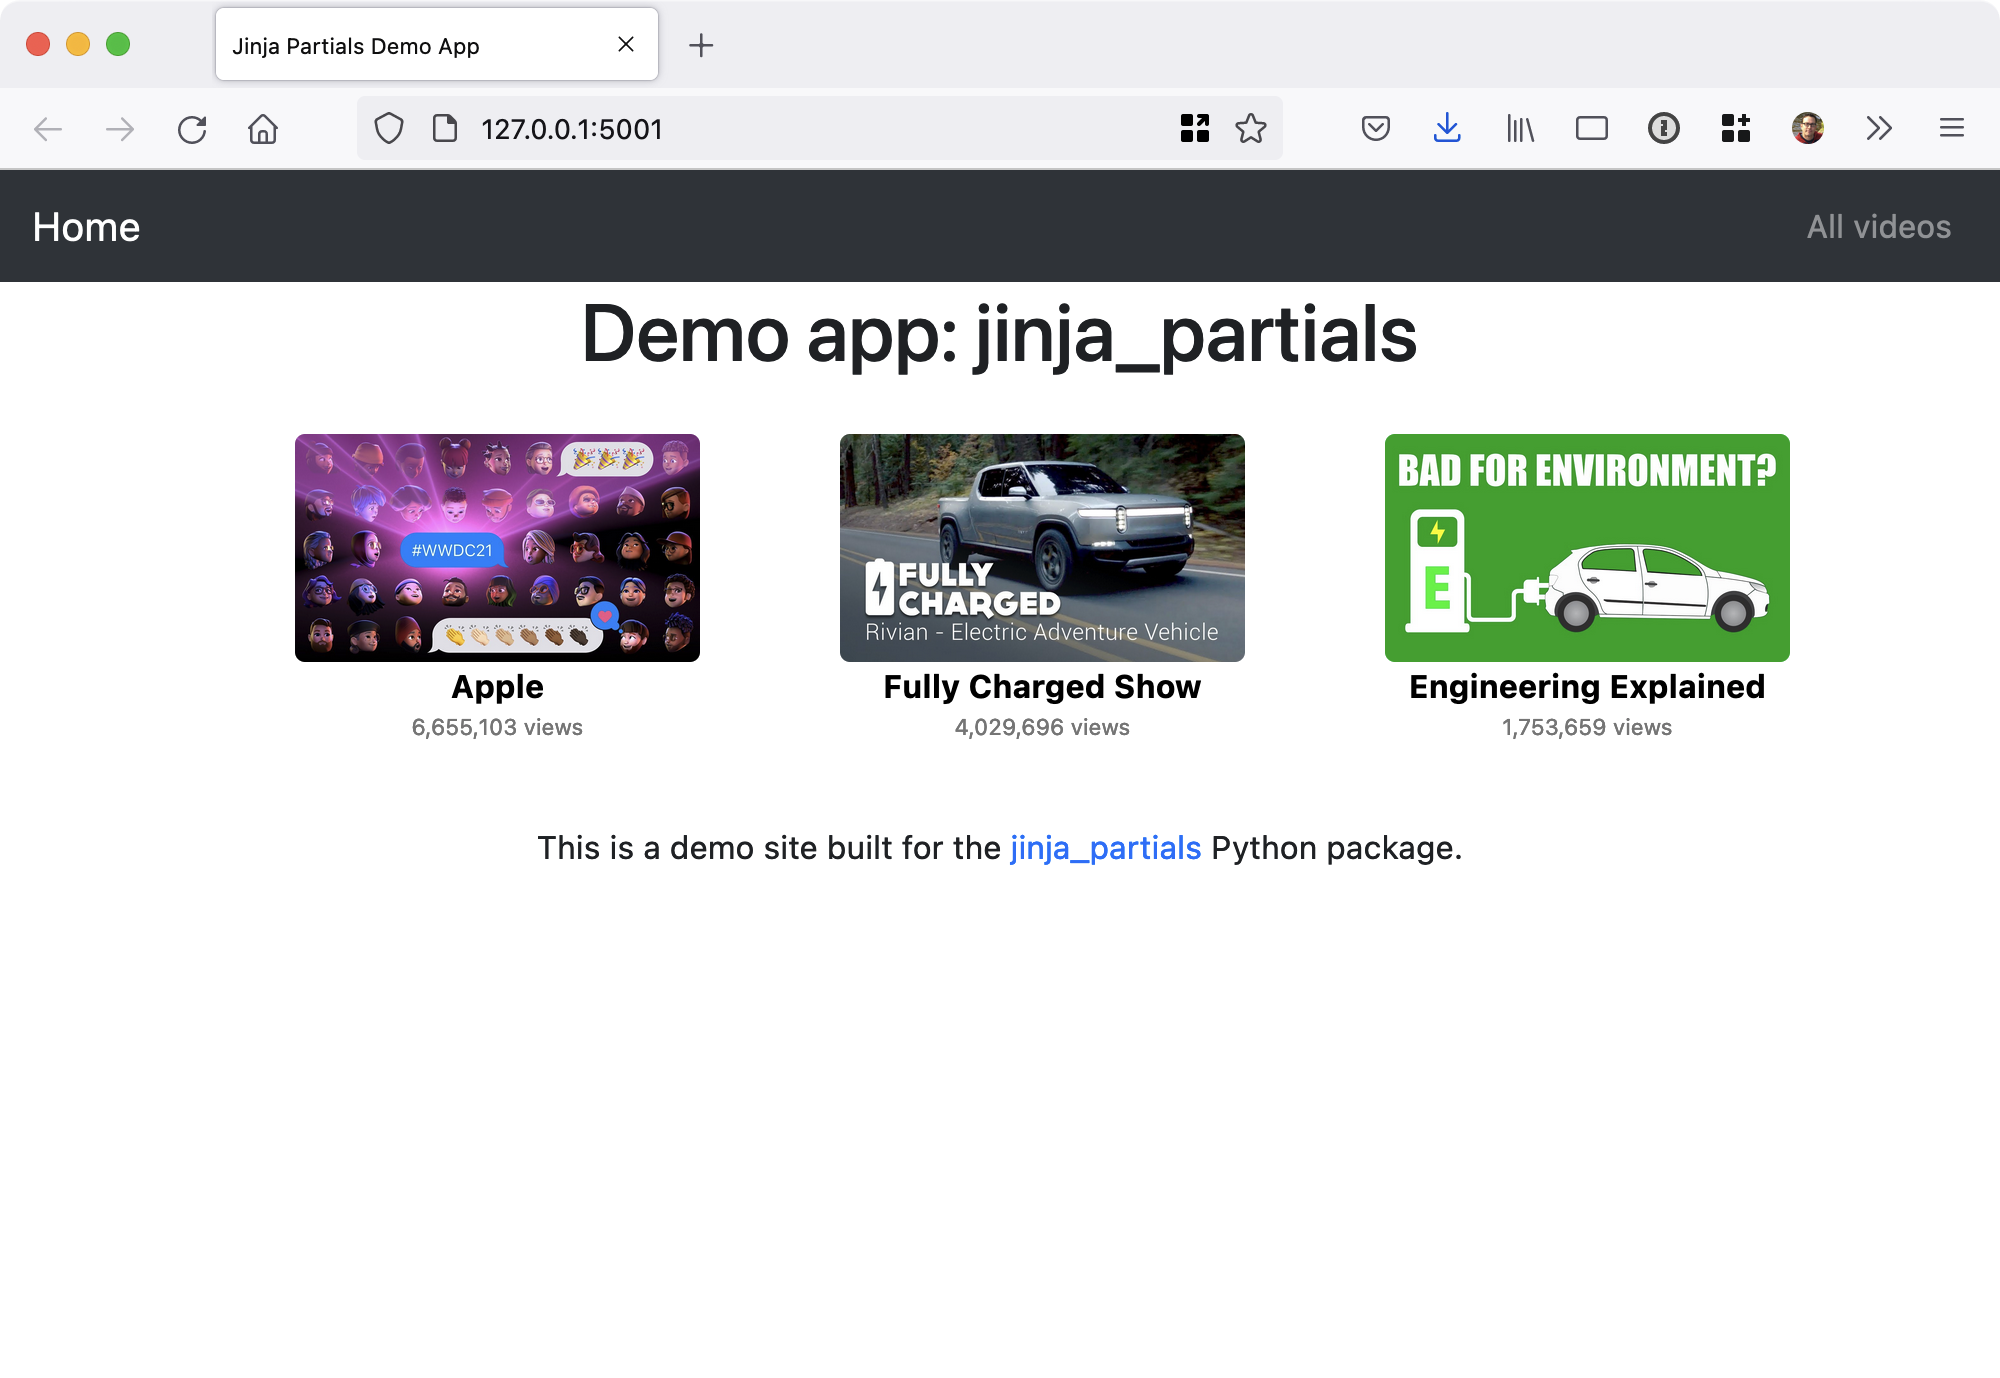 Jinja Partials Demo App
127.0.0.1:5001
Home
All videos
Demo app: jinja_partials
#WWDC21
FULLY
CHARGED
Rivian - Electric Adventure Vehicle
BAD FOR ENVIRONMENT?
E
Apple
Fully Charged Show
Engineering Explained
6,655,103 views
4,029,696 views
1,753,659 views
This is a demo site built for the jinja_partials Python package.